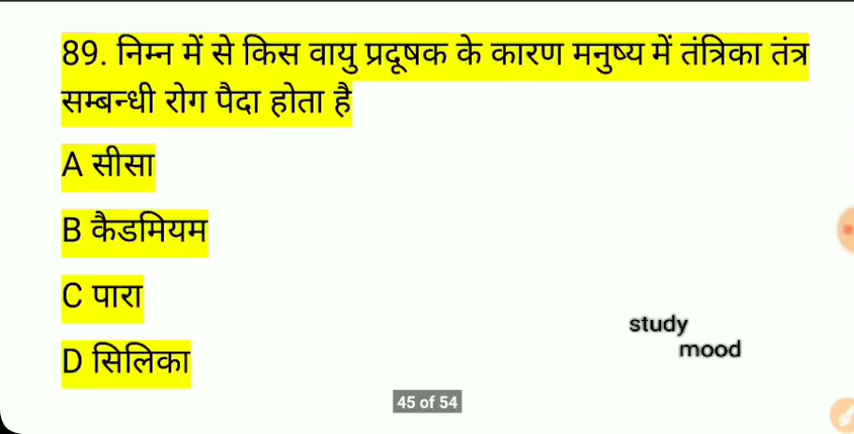 89. निम्न में से किस वायु प्रदूषक के कारण मनुष्य में तंत्रिका तंत्र
सम्बन्धी रोग पैदा होता है
A सीसा
B कैडमियम
C पारा
D सिलिका
study
mood
45 of 54